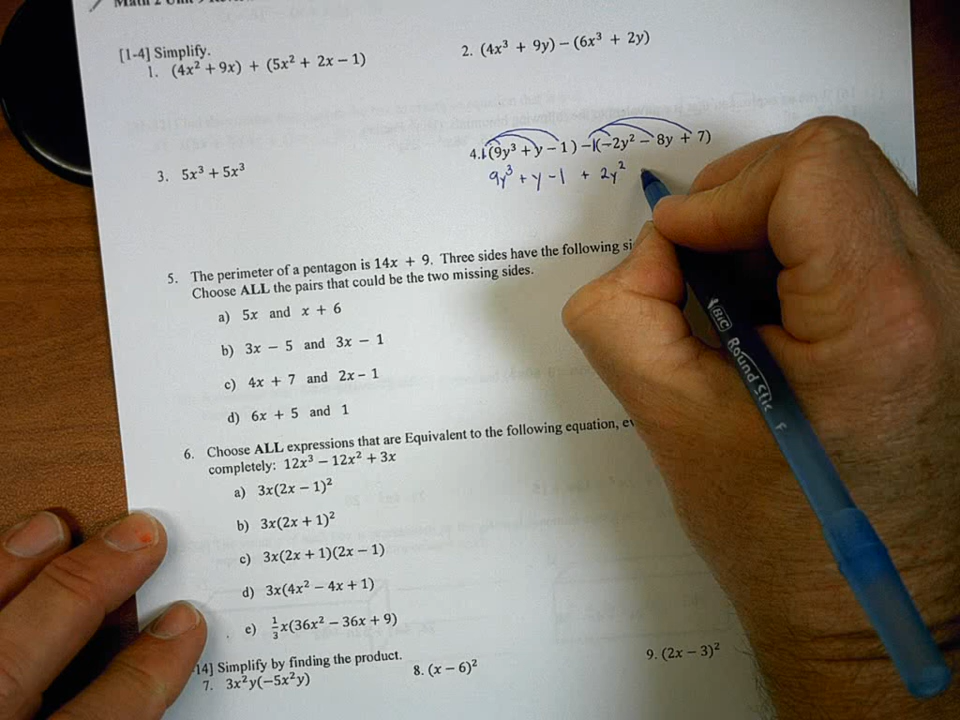 Math 2 Unit
[1-4] Simplify.
1. (4x² + 9x) + (5x² + 2x – 1)
2. (4x³ + 9y) – (6x³ + 2y)
3. 5x³ + 5x³
4. 1(9y³ + y – 1) –1(–2y² – 8y + 7)
9y³ + y – 1 + 2y²
5. The perimeter of a pentagon is 14x + 9. Three sides have the following
Choose ALL the pairs that could be the two missing sides.
a) 5x and x + 6
b) 3x – 5 and 3x – 1
c) 4x + 7 and 2x – 1
d) 6x + 5 and 1
6. Choose ALL expressions that are Equivalent to the following equation,
completely: 12x³ – 12x² + 3x
a) 3x(2x – 1)²
b) 3x(2x + 1)²
c) 3x(2x + 1)(2x – 1)
d) 3x(4x² – 4x + 1)
e) ⅓x(36x² – 36x + 9)
14] Simplify by finding the product.
7. 3x²y(–5x²y)
8. (x – 6)²
9. (2x – 3)²
BIC Round Stic F